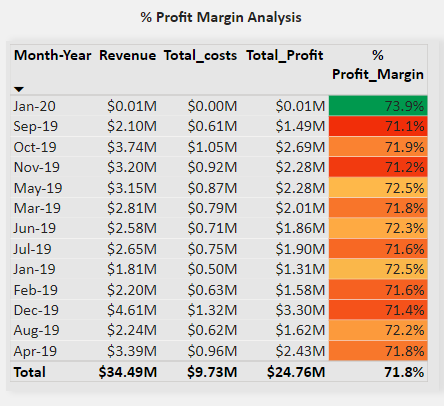 % Profit Margin Analysis
Month-Year Revenue Total_costs Total_Profit %
Profit_Margin
Jan-20 $0.01M $0.00M $0.01M 73.9%
Sep-19 $2.10M $0.61M $1.49M 71.1%
Oct-19 $3.74M $1.05M $2.69M 71.9%
Nov-19 $3.20M $0.92M $2.28M 71.2%
May-19 $3.15M $0.87M $2.28M 72.5%
Mar-19 $2.81M $0.79M $2.01M 71.8%
Jun-19 $2.58M $0.71M $1.86M 72.3%
Jul-19 $2.65M $0.75M $1.90M 71.6%
Jan-19 $1.81M $0.50M $1.31M 72.5%
Feb-19 $2.20M $0.63M $1.58M 71.6%
Dec-19 $4.61M $1.32M $3.30M 71.4%
Aug-19 $2.24M $0.62M $1.62M 72.2%
Apr-19 $3.39M $0.96M $2.43M 71.8%
Total $34.49M $9.73M $24.76M 71.8%